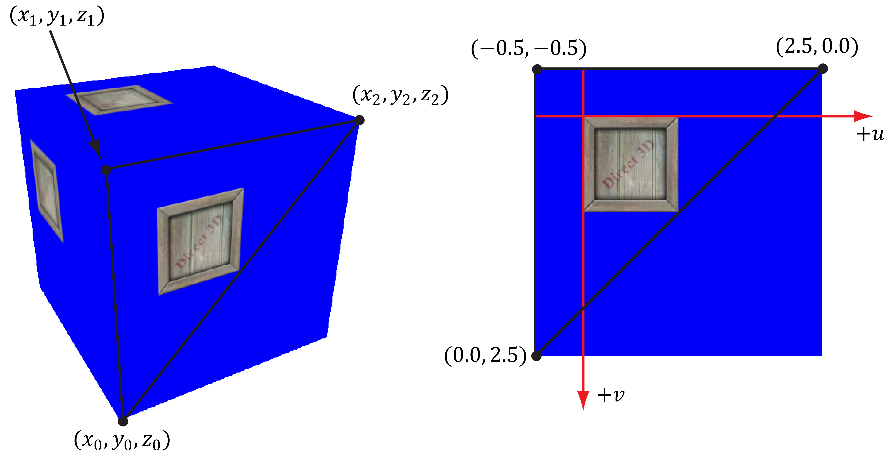 (x₁, y₁, z₁)
(x₂, y₂, z₂)
Direct 3D
(x₀, y₀, z₀)
(−0.5, −0.5)
(2.5, 0.0)
+u
Direct 3D
(0.0, 2.5)
+v